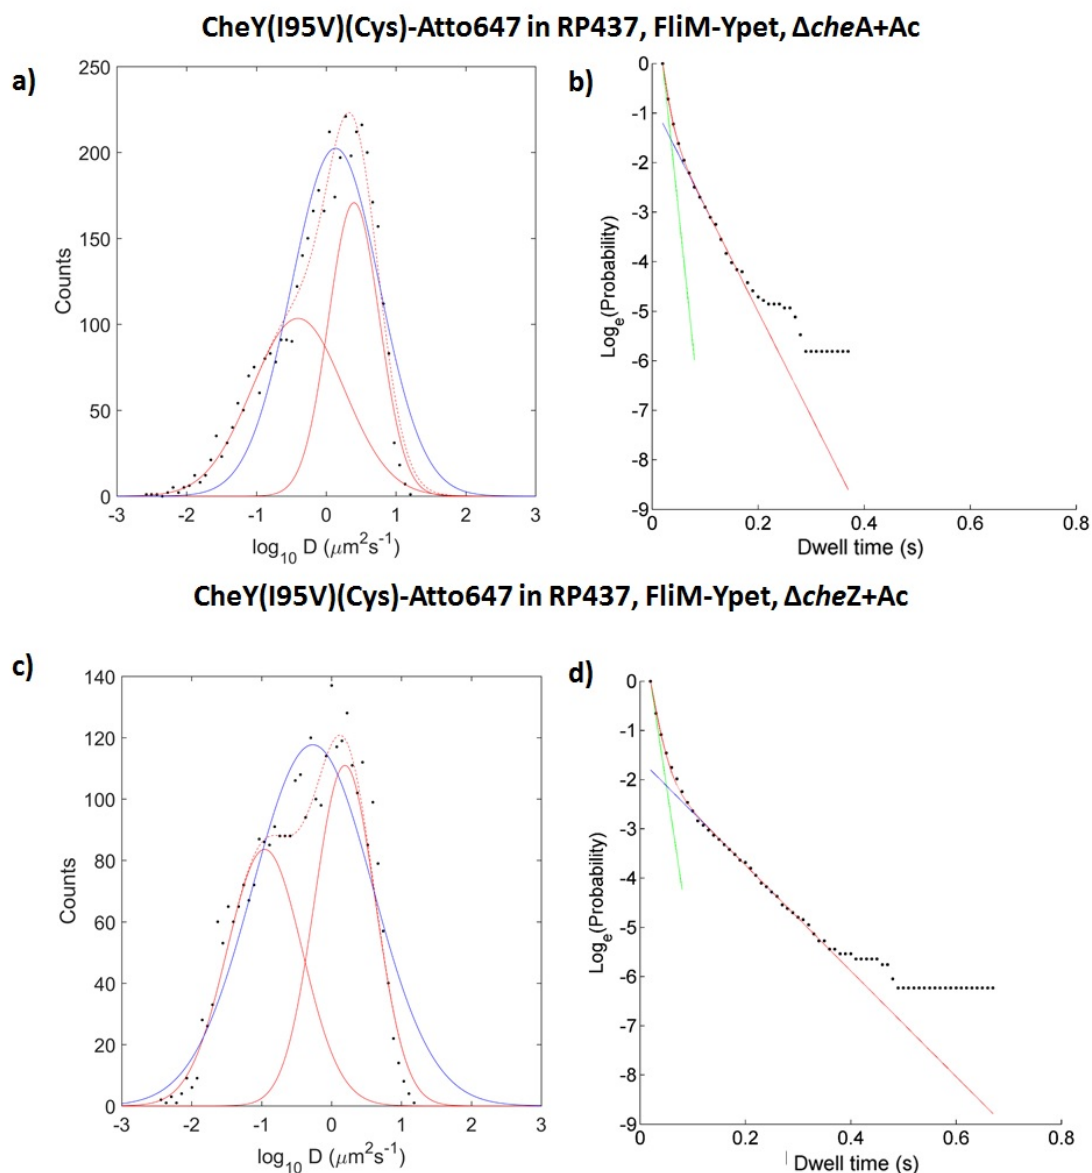 CheY(I95V)(Cys)-Atto647 in RP437, FliM-Ypet, ΔcheA+Ac
a)
250
200
150
100
50
0
Counts
-3 -2 -1 0 1 2 3
log10 D (μm²s⁻¹)
b)
0
-1
-2
-3
-4
-5
-6
-7
-8
-9
Loge(Probability)
0 0.2 0.4 0.6 0.8
Dwell time (s)
CheY(I95V)(Cys)-Atto647 in RP437, FliM-Ypet, ΔcheZ+Ac
c)
140
120
100
80
60
40
20
0
Counts
-3 -2 -1 0 1 2 3
log10 D (μm²s⁻¹)
d)
0
-1
-2
-3
-4
-5
-6
-7
-8
-9
Loge(Probability)
0 0.2 0.4 0.6 0.8
Dwell time (s)